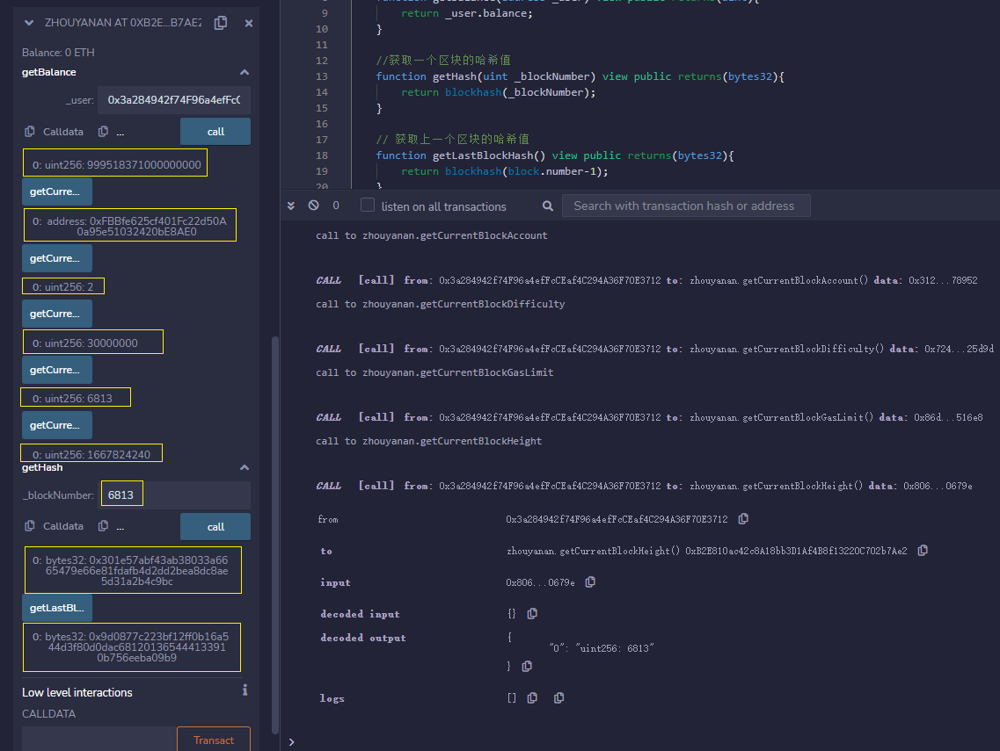 ZHOUYANAN AT 0XB2E...B7AE2
Balance: 0 ETH
getBalance
_user: 0x3a284942f74F96a4efFcC
Calldata ... call
0: uint256: 999518371000000000
getCurre...
0: address: 0xFBBfe625cf401Fc22d50A
0a95e51032420bE8AE0
getCurre...
0: uint256: 2
getCurre...
0: uint256: 30000000
getCurre...
0: uint256: 6813
getCurre...
0: uint256: 1667824240
getHash
_blockNumber: 6813
Calldata ... call
0: bytes32: 0x301e57abf43ab38033a66
65479e66e81fdafb4d2dd2bea8dc8ae
5d31a2b4c9bc
getLastBl...
0: bytes32: 0x9d0877c223bf12ff0b16a5
44d3f80d0dac68120136544413391
0b756eeba09b9
Low level interactions
CALLDATA
Transact
9 return _user.balance;
10 }
11
12 //获取一个区块的哈希值
13 function getHash(uint _blockNumber) view public returns(bytes32){
14 return blockhash(_blockNumber);
15 }
16
17 // 获取上一个区块的哈希值
18 function getLastBlockHash() view public returns(bytes32){
19 return blockhash(block.number-1);
20 }
0 listen on all transactions Search with transaction hash or address
call to zhouyanan.getCurrentBlockAccount
CALL [call] from: 0x3a284942f74F96a4efFcCEaf4C294A36F70E3712 to: zhouyanan.getCurrentBlockAccount() data: 0x312...78952
call to zhouyanan.getCurrentBlockDifficulty
CALL [call] from: 0x3a284942f74F96a4efFcCEaf4C294A36F70E3712 to: zhouyanan.getCurrentBlockDifficulty() data: 0x724...25d9d
call to zhouyanan.getCurrentBlockGasLimit
CALL [call] from: 0x3a284942f74F96a4efFcCEaf4C294A36F70E3712 to: zhouyanan.getCurrentBlockGasLimit() data: 0x86d...516e8
call to zhouyanan.getCurrentBlockHeight
CALL [call] from: 0x3a284942f74F96a4efFcCEaf4C294A36F70E3712 to: zhouyanan.getCurrentBlockHeight() data: 0x806...0679e
from 0x3a284942f74F96a4efFcCEaf4C294A36F70E3712
to zhouyanan.getCurrentBlockHeight() 0xB2E810ac42c8A18bb3D1Af4B8f13220C702b7Ae2
input 0x806...0679e
decoded input {}
decoded output {
"0": "uint256: 6813"
}
logs []
>